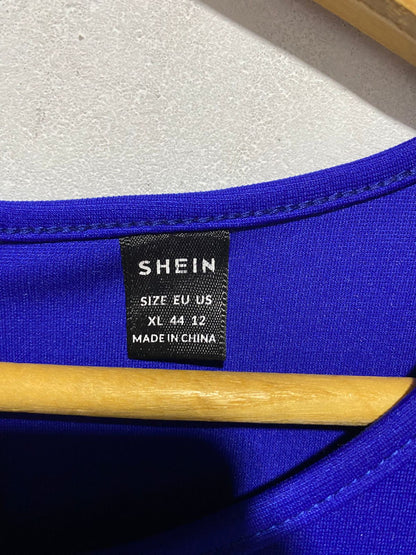 SHEIN
SIZE EU US
XL 44 12
MADE IN CHINA